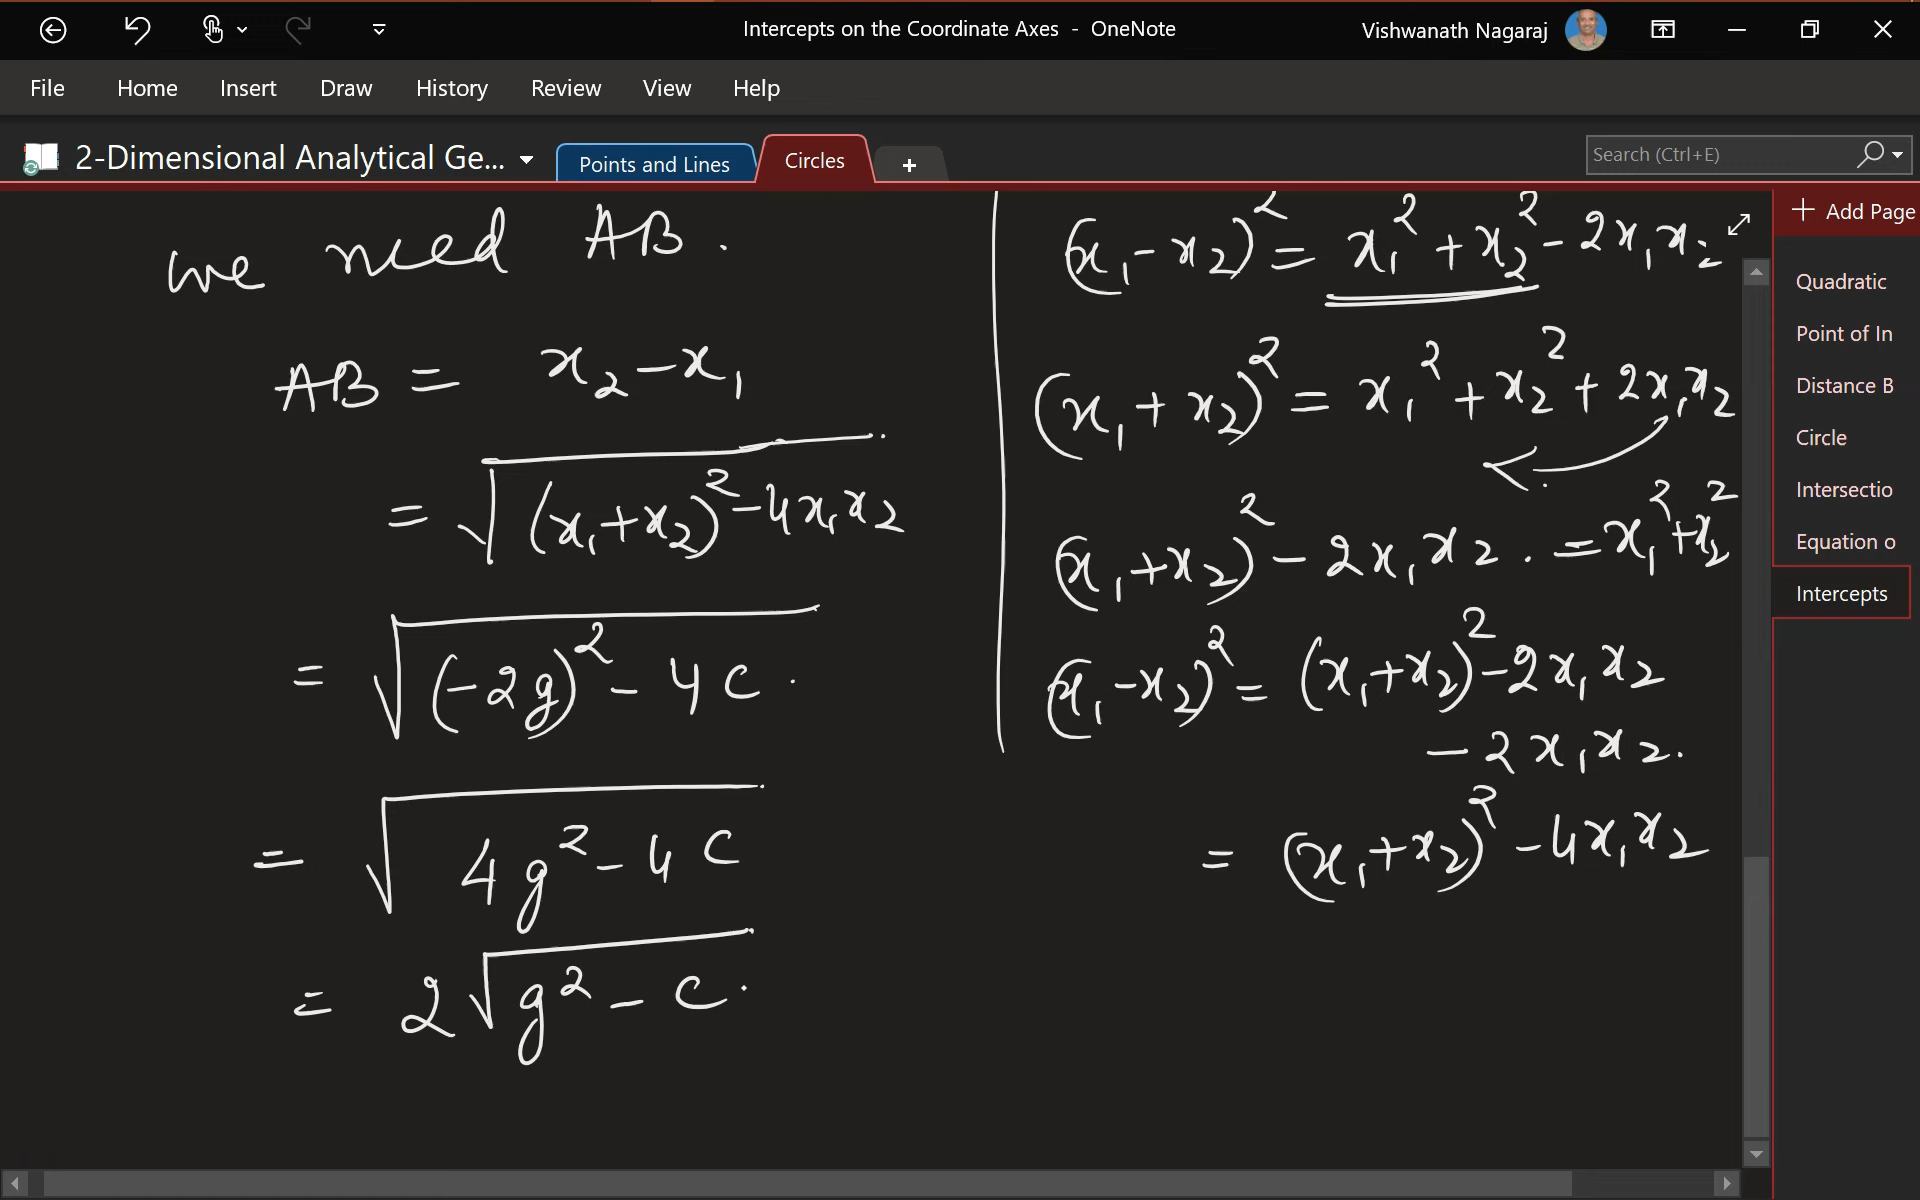 Intercepts on the Coordinate Axes - OneNote
Vishwanath Nagaraj
File Home Insert Draw History Review View Help
2-Dimensional Analytical Ge...
Points and Lines
Circles
+
Search (Ctrl+E)
+ Add Page
Quadratic
Point of In
Distance B
Circle
Intersectio
Equation o
Intercepts
we need AB.
AB = x₂ - x₁
= √((x₁+x₂)² - 4x₁x₂)
= √((-2g)² - 4c).
= √(4g² - 4c)
= 2√(g² - c).
(x₁ - x₂)² = x₁² + x₂² - 2x₁x₂
(x₁ + x₂)² = x₁² + x₂² + 2x₁x₂
(x₁+x₂)² - 2x₁x₂. = x₁² + x₂²
(x₁ - x₂)² = (x₁+x₂)² - 2x₁x₂
- 2x₁x₂.
= (x₁+x₂)² - 4x₁x₂